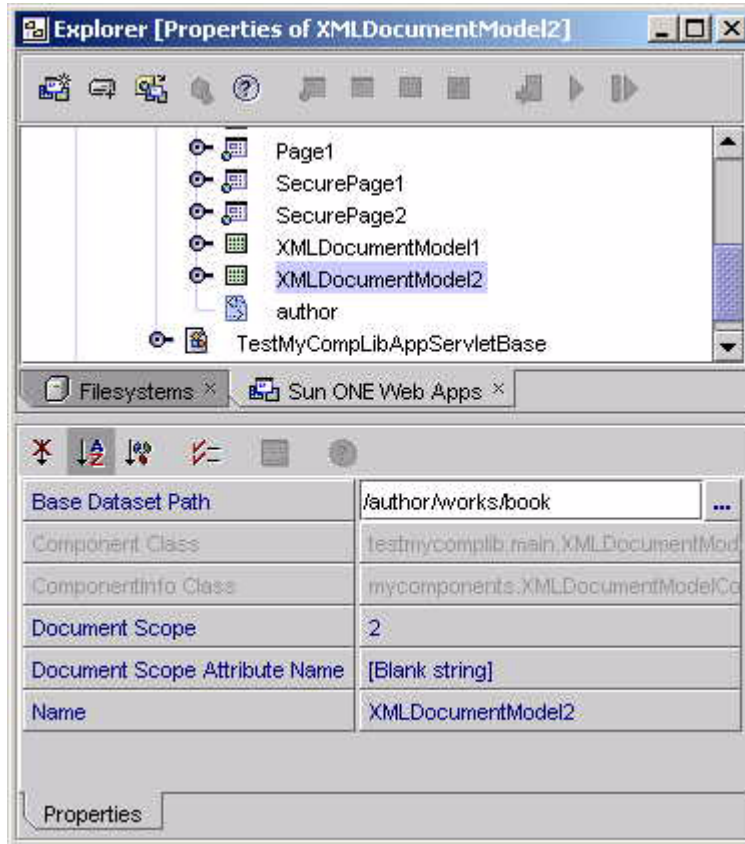 Explorer [Properties of XMLDocumentModel2]
Page1
SecurePage1
SecurePage2
XMLDocumentModel1
XMLDocumentModel2
author
TestMyCompLibAppServletBase
Filesystems Sun ONE Web Apps
Base Dataset Path /author/works/book ...
Component Class testmycomplib.main.XMLDocumentMod
ComponentInfo Class mycomponents.XMLDocumentModelCo
Document Scope 2
Document Scope Attribute Name [Blank string]
Name XMLDocumentModel2
Properties